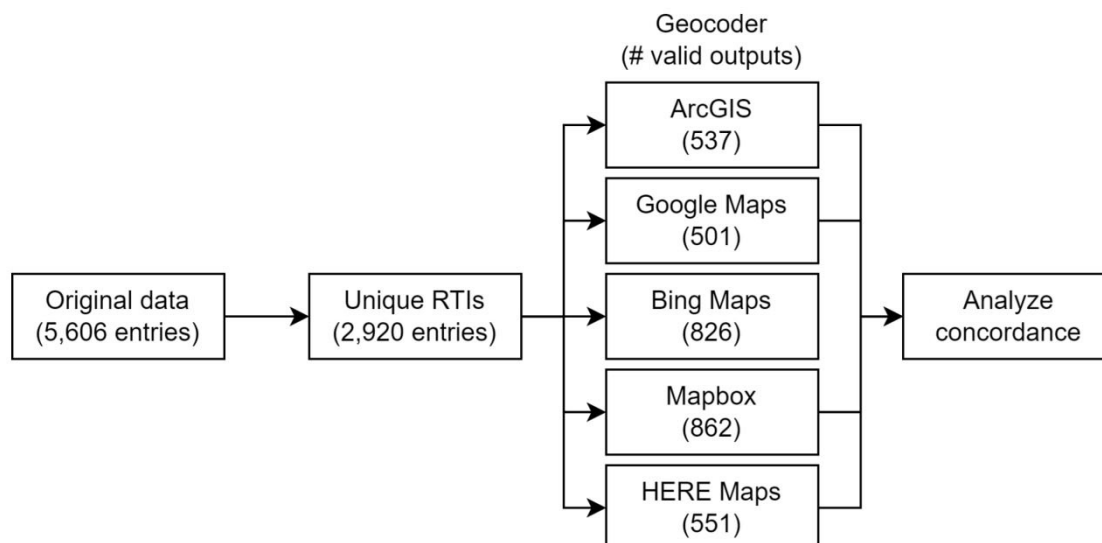 Geocoder
(# valid outputs)
ArcGIS
(537)
Google Maps
(501)
Original data
(5,606 entries)
Unique RTIs
(2,920 entries)
Bing Maps
(826)
Analyze
concordance
Mapbox
(862)
HERE Maps
(551)